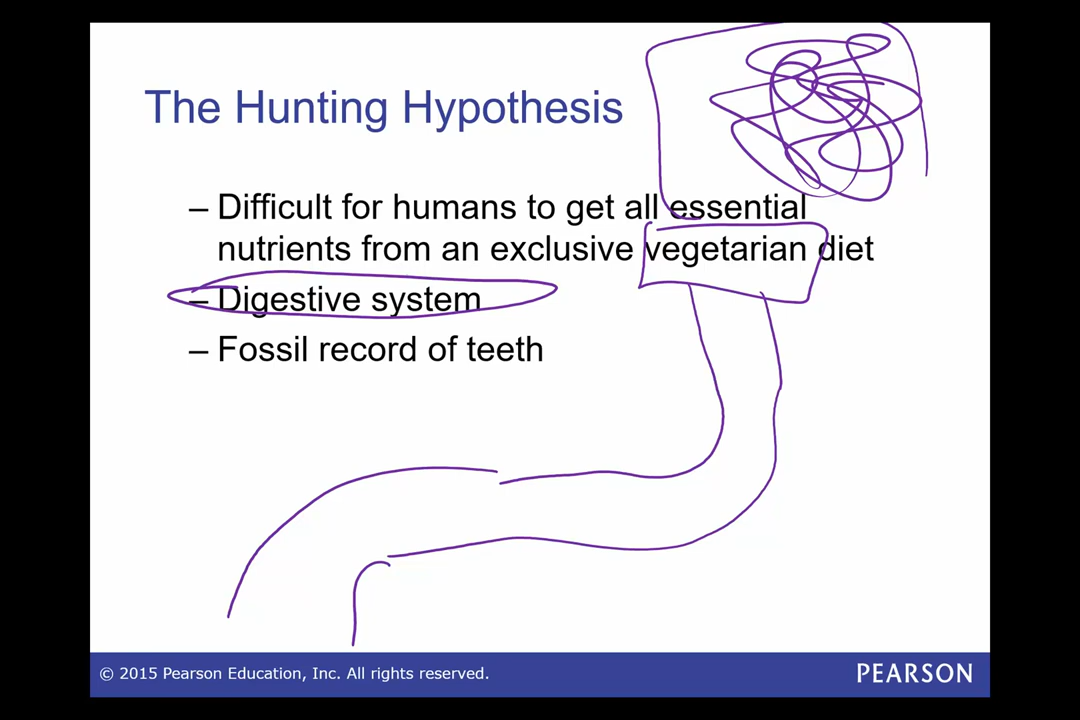 The Hunting Hypothesis
– Difficult for humans to get all essential
nutrients from an exclusive vegetarian diet
– Digestive system
– Fossil record of teeth
© 2015 Pearson Education, Inc. All rights reserved.
PEARSON